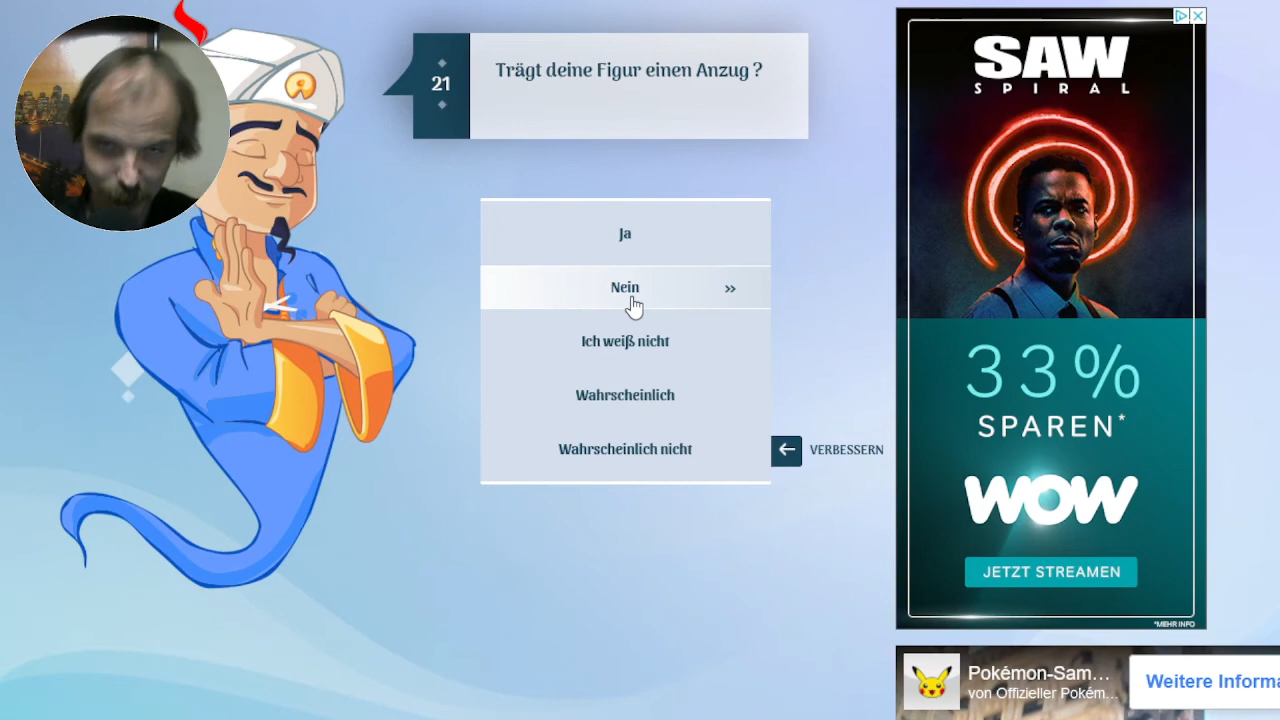 21
Trägt deine Figur einen Anzug ?
Ja
Nein »
Ich weiß nicht
Wahrscheinlich
Wahrscheinlich nicht
VERBESSERN
SAW
SPIRAL
33%
SPAREN*
WOW
JETZT STREAMEN
*MEHR INFO
Pokémon-Sam...
von Offizieller Pokém...
Weitere Informa